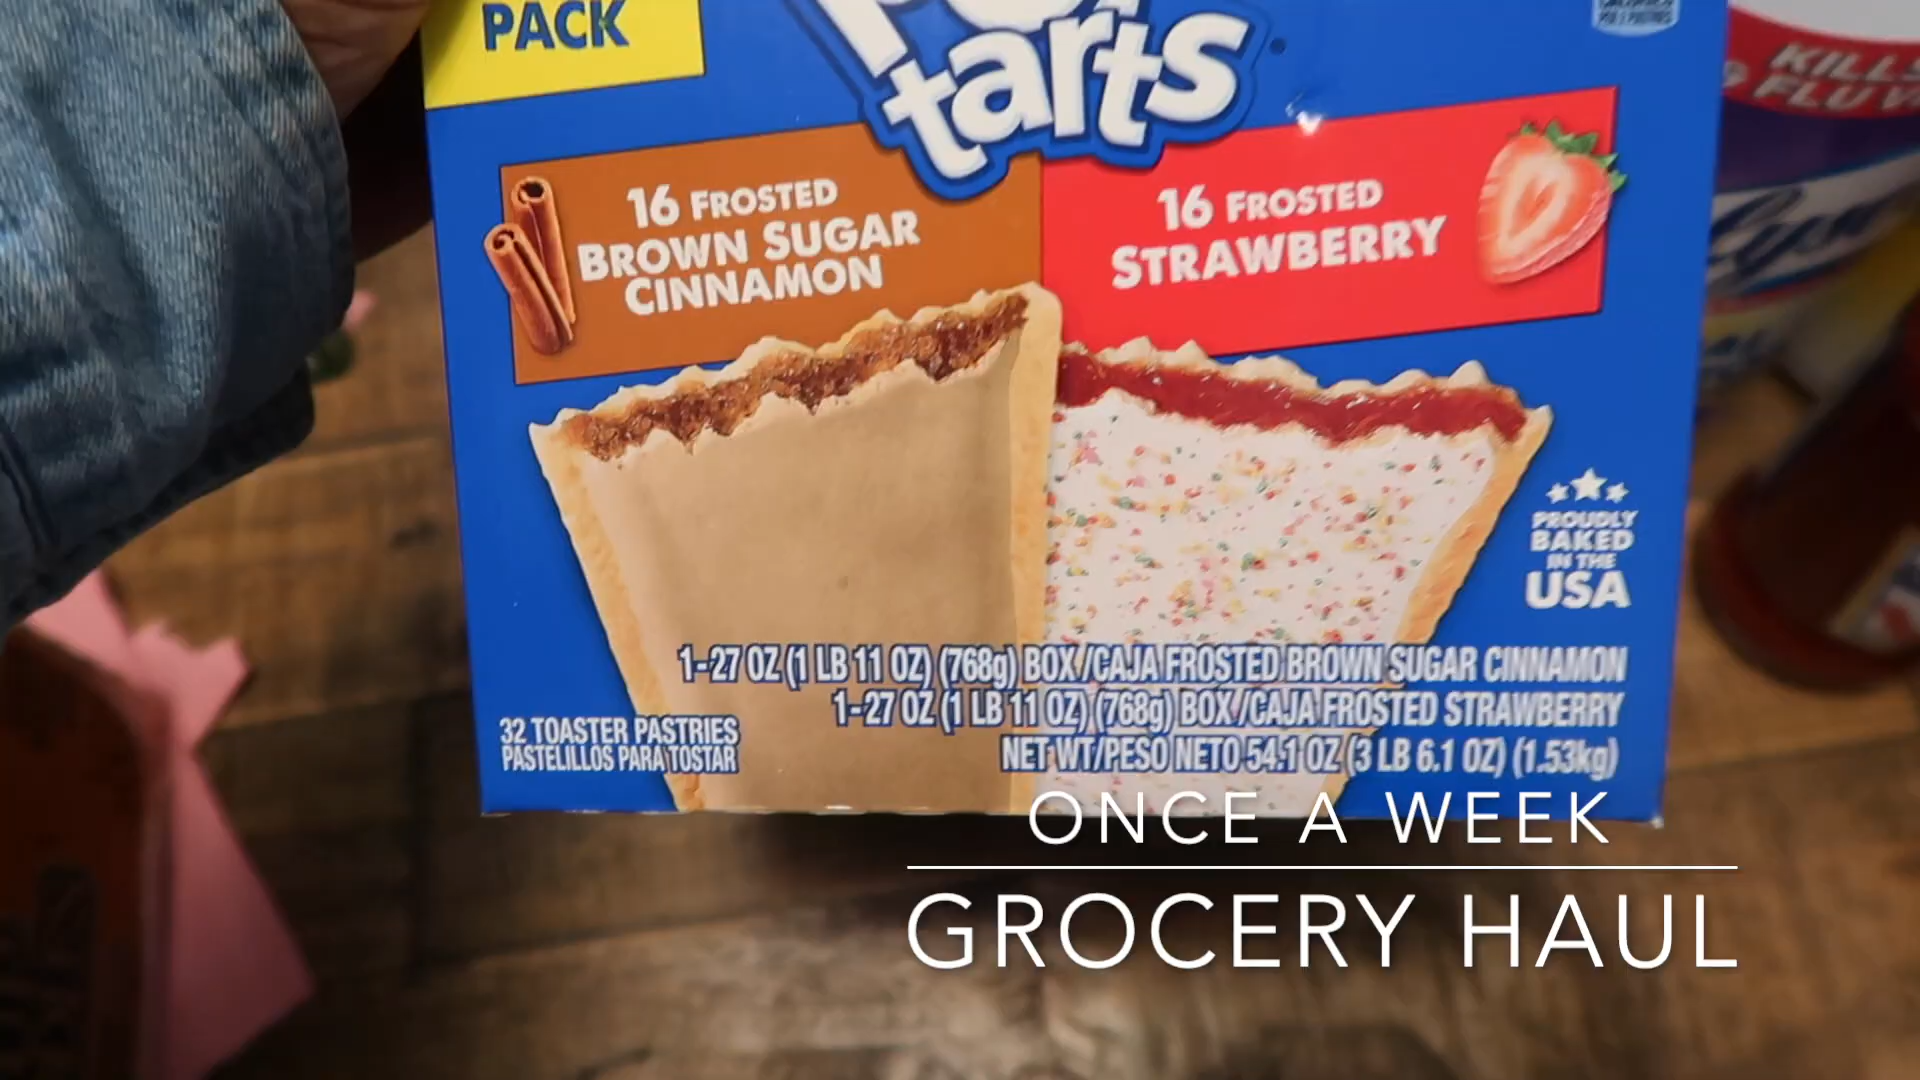 PACK
tarts
KILLS
FLU V
16 FROSTED
BROWN SUGAR
CINNAMON
16 FROSTED
STRAWBERRY
PROUDLY
BAKED
IN THE
USA
1-27 OZ (1 LB 11 OZ) (768g) BOX/CAJA FROSTED BROWN SUGAR CINNAMON
1-27 OZ (1 LB 11 OZ) (768g) BOX/CAJA FROSTED STRAWBERRY
NET WT/PESO NETO 54.1 OZ (3 LB 6.1 OZ) (1.53kg)
32 TOASTER PASTRIES
PASTELILLOS PARA TOSTAR
ONCE A WEEK
GROCERY HAUL